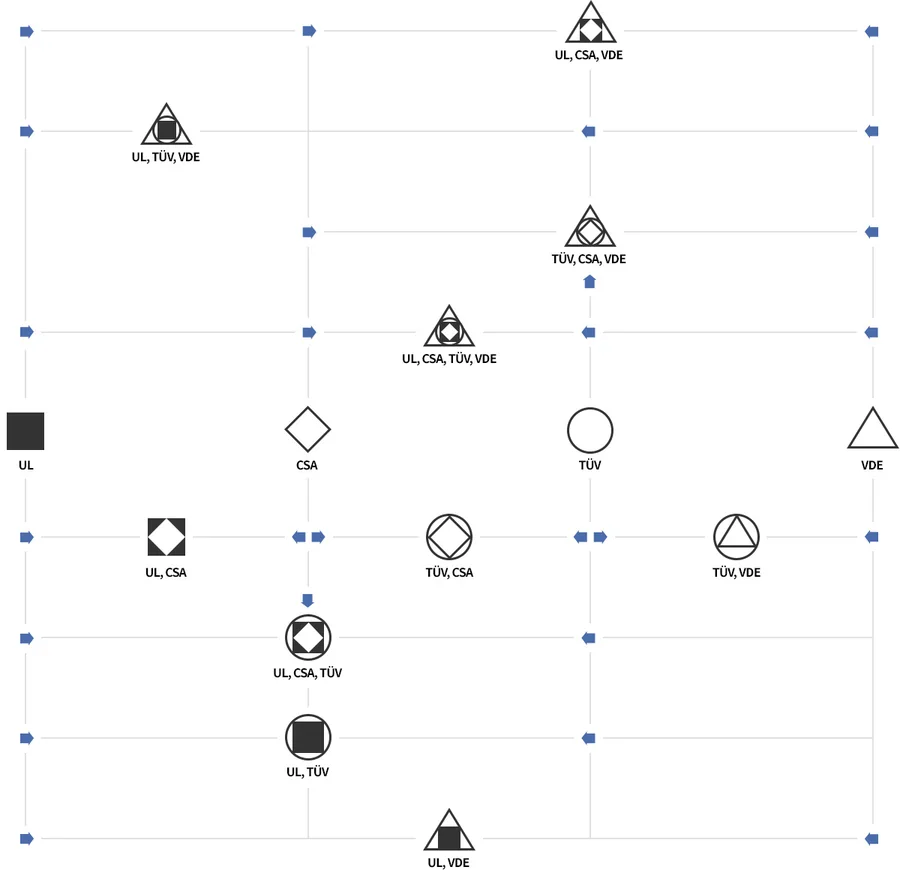 UL, CSA, VDE
UL, TÜV, VDE
TÜV, CSA, VDE
UL, CSA, TÜV, VDE
UL
CSA
TÜV
VDE
UL, CSA
TÜV, CSA
TÜV, VDE
UL, CSA, TÜV
UL, TÜV
UL, VDE